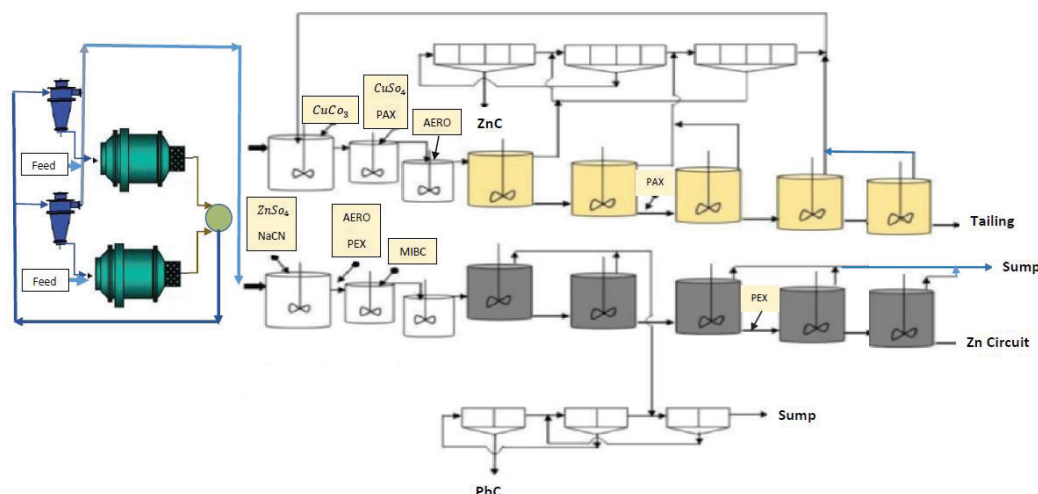 CuCo₃
CuSo₄
PAX
AERO
ZnC
Feed
PAX
Tailing
ZnSo₄
NaCN
AERO
PEX
MIBC
Feed
PEX
Sump
Zn Circuit
Sump
PbC